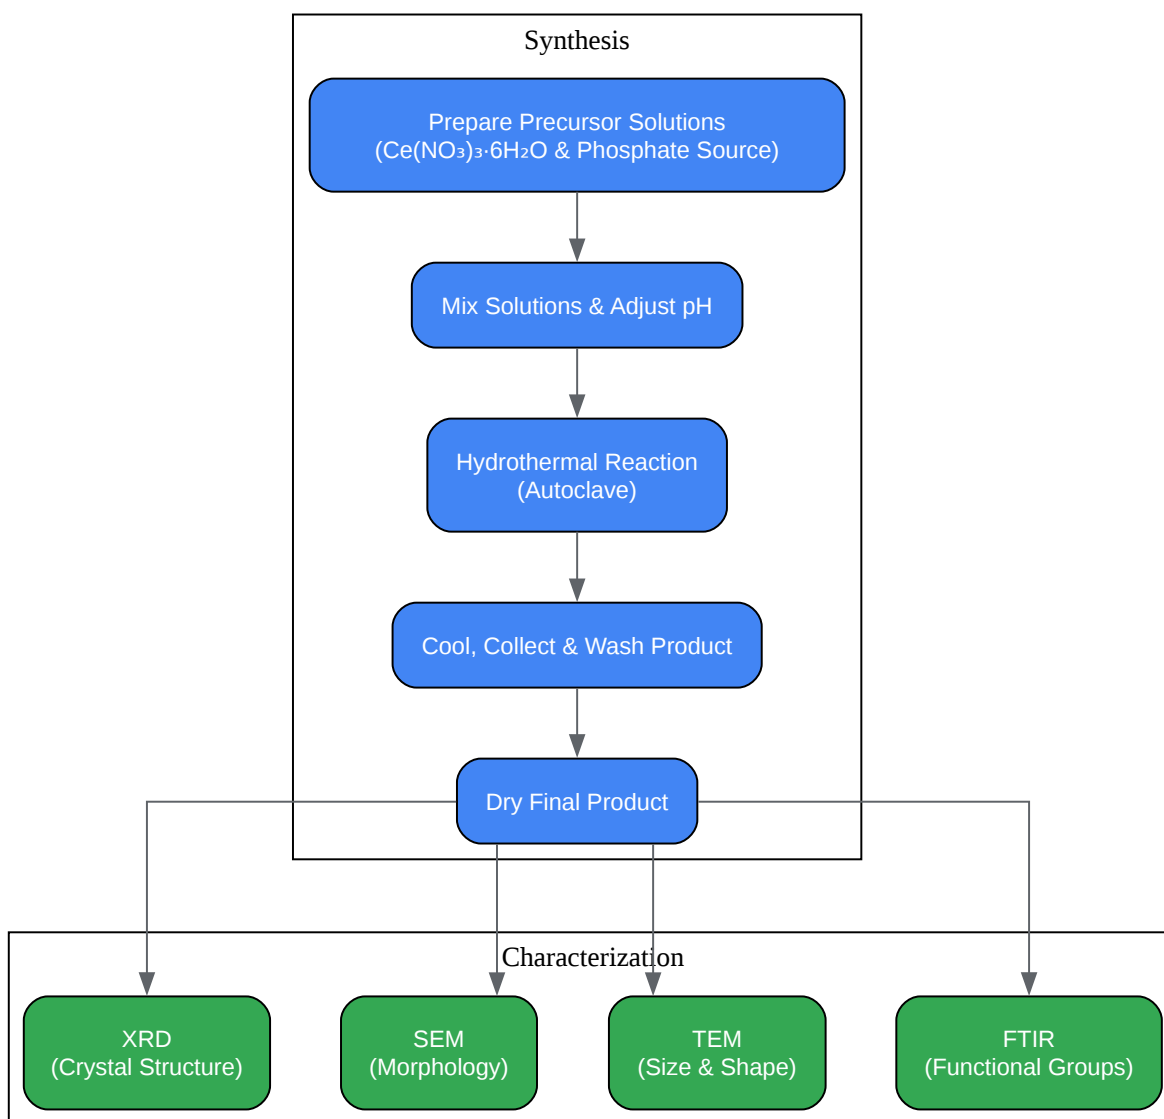 Synthesis
Prepare Precursor Solutions
(Ce(NO₃)₃·6H₂O & Phosphate Source)
Mix Solutions & Adjust pH
Hydrothermal Reaction
(Autoclave)
Cool, Collect & Wash Product
Dry Final Product
Characterization
XRD
(Crystal Structure)
SEM
(Morphology)
TEM
(Size & Shape)
FTIR
(Functional Groups)